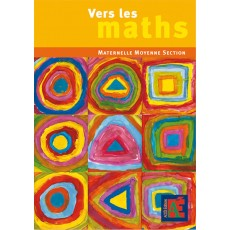 Vers les
maths
MATERNELLE MOYENNE SECTION